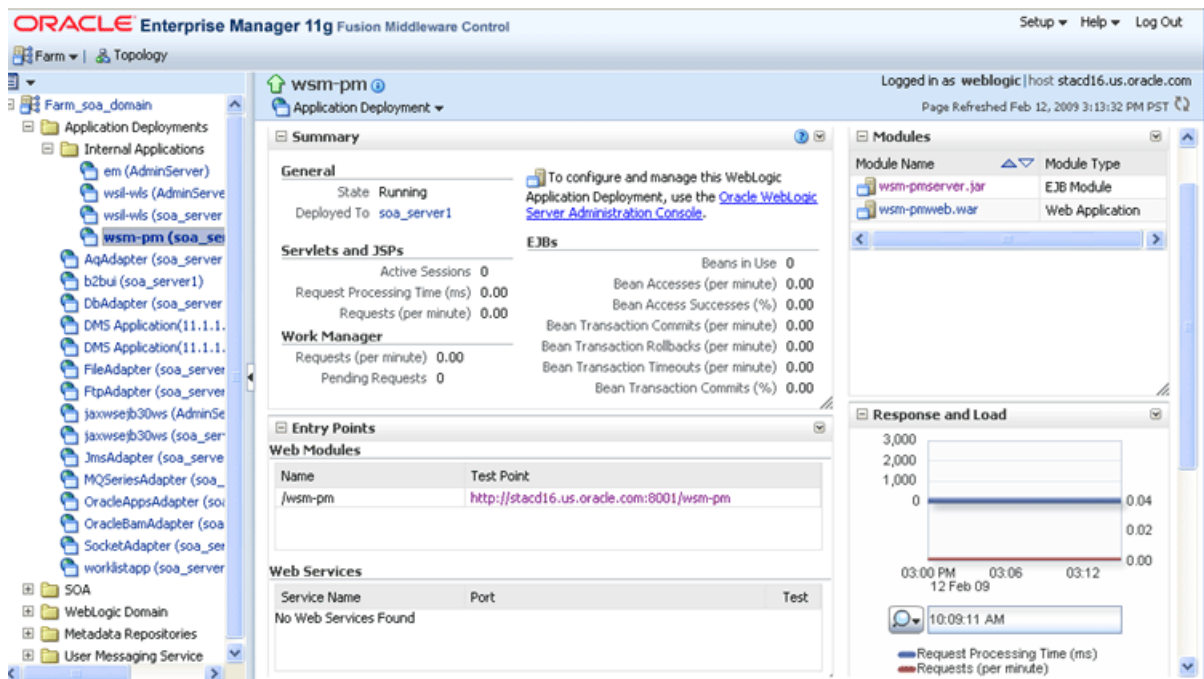 ORACLE Enterprise Manager 11g Fusion Middleware Control
Setup Help Log Out
Farm Topology
Farm_soa_domain
Application Deployments
Internal Applications
em (AdminServer)
wsil-wls (AdminServe
wsil-wls (soa_server
wsm-pm (soa_se
AqAdapter (soa_server
b2bui (soa_server1)
DbAdapter (soa_server
DMS Application(11.1.1.
DMS Application(11.1.1.
FileAdapter (soa_server
FtpAdapter (soa_server
jaxwsejb30ws (AdminSe
jaxwsejb30ws (soa_ser
JmsAdapter (soa_serve
MQSeriesAdapter (soa_
OracleAppsAdapter (soa
OracleBamAdapter (soa
SocketAdapter (soa_ser
worklistapp (soa_server
SOA
WebLogic Domain
Metadata Repositories
User Messaging Service
wsm-pm
Application Deployment
Logged in as weblogic|host stacd16.us.oracle.com
Page Refreshed Feb 12, 2009 3:13:32 PM PST
Summary
General
State Running
Deployed To soa_server1
Servlets and JSPs
Active Sessions 0
Request Processing Time (ms) 0.00
Requests (per minute) 0.00
Work Manager
Requests (per minute) 0.00
Pending Requests 0
To configure and manage this WebLogic
Application Deployment, use the Oracle WebLogic
Server Administration Console.
EJBs
Beans in Use 0
Bean Accesses (per minute) 0.00
Bean Access Successes (%) 0.00
Bean Transaction Commits (per minute) 0.00
Bean Transaction Rollbacks (per minute) 0.00
Bean Transaction Timeouts (per minute) 0.00
Bean Transaction Commits (%) 0.00
Entry Points
Web Modules
Name Test Point
/wsm-pm http://stacd16.us.oracle.com:8001/wsm-pm
Web Services
Service Name Port Test
No Web Services Found
Modules
Module Name Module Type
wsm-pmserver.jar EJB Module
wsm-pmweb.war Web Application
Response and Load
3,000
2,000
1,000
0
0.04
0.02
0.00
03:00 PM 03:06 03:12
12 Feb 09
10:09:11 AM
Request Processing Time (ms)
Requests (per minute)